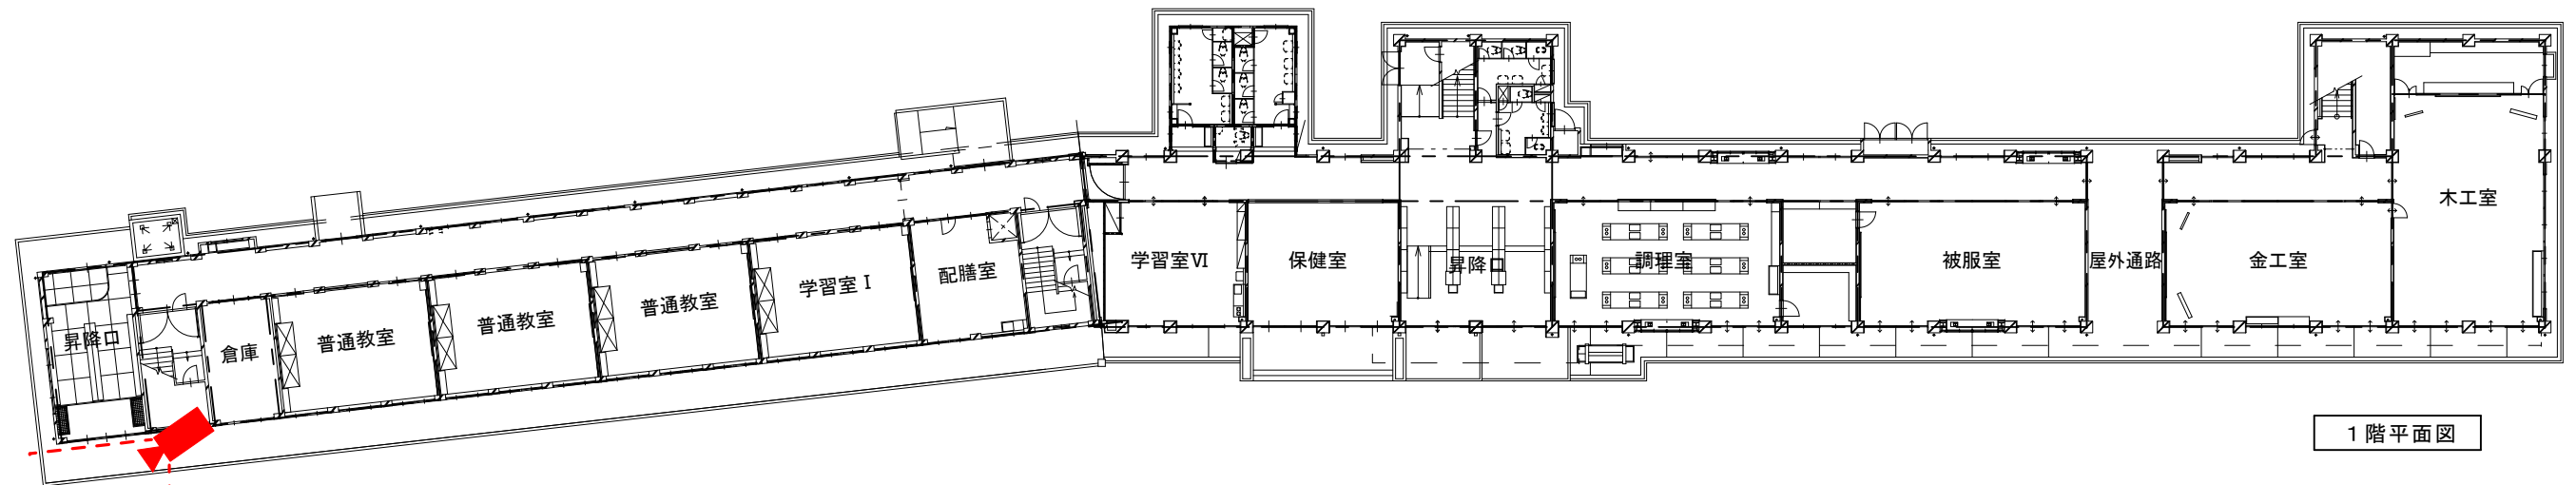 昇降口
倉庫
普通教室
普通教室
普通教室
学習室Ⅰ
配膳室
学習室Ⅵ
保健室
昇降口
調理室
被服室
屋外通路
金工室
木工室
1階平面図